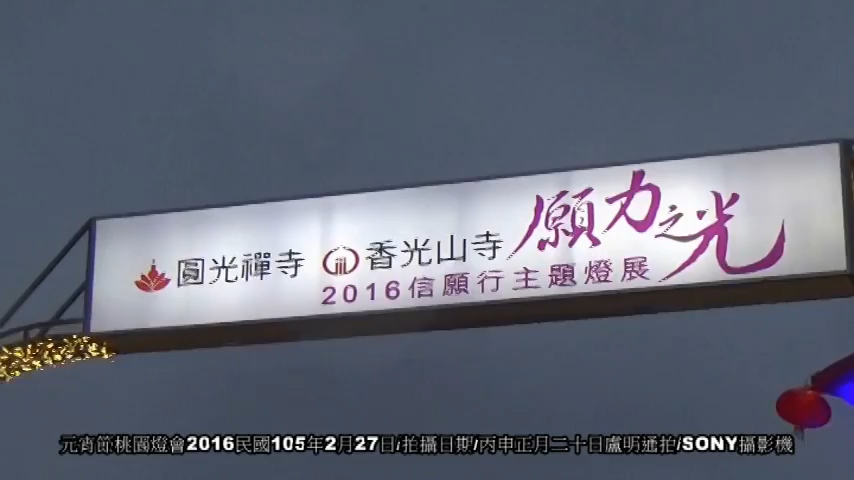 圓光禪寺 香光山寺 願力之光
2016信願行主題燈展
元宵節桃園燈會2016民國105年2月27日/拍攝日期/丙申正月二十日盧明通拍/SONY攝影機